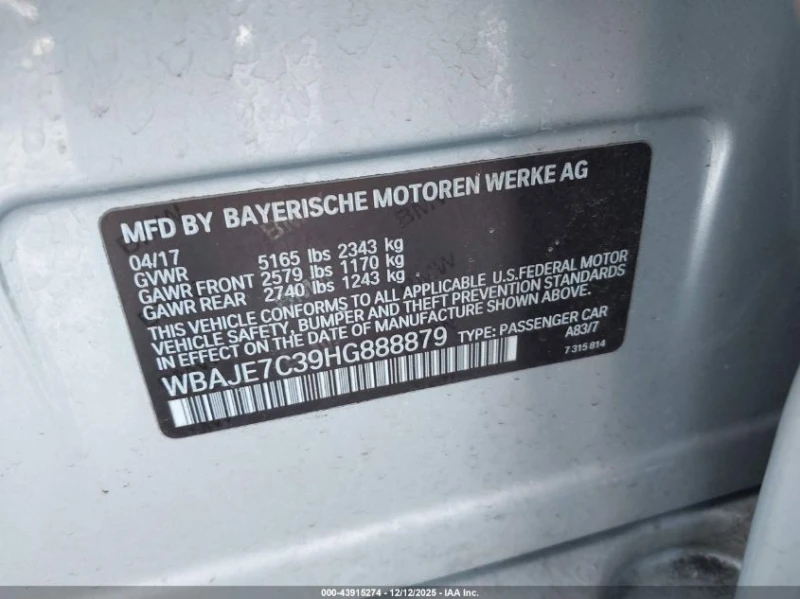 MFD BY BAYERISCHE MOTOREN WERKE AG
04/17
GVWR 5165 lbs 2343 kg
GAWR FRONT 2579 lbs 1170 kg
GAWR REAR 2740 lbs 1243 kg
THIS VEHICLE CONFORMS TO ALL APPLICABLE U.S.FEDERAL MOTOR
VEHICLE SAFETY, BUMPER AND THEFT PREVENTION STANDARDS
IN EFFECT ON THE DATE OF MANUFACTURE SHOWN ABOVE.
WBAJE7C39HG888879 TYPE: PASSENGER CAR
A83/7
7 315 814
000-43915274 - 12/12/2025 - IAA Inc.